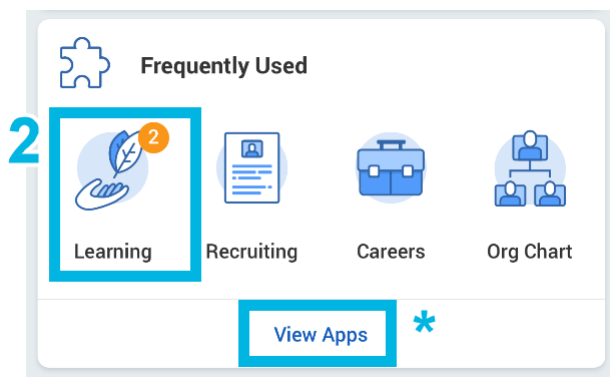 Frequently Used
2
2
Learning
Recruiting
Careers
Org Chart
View Apps
*